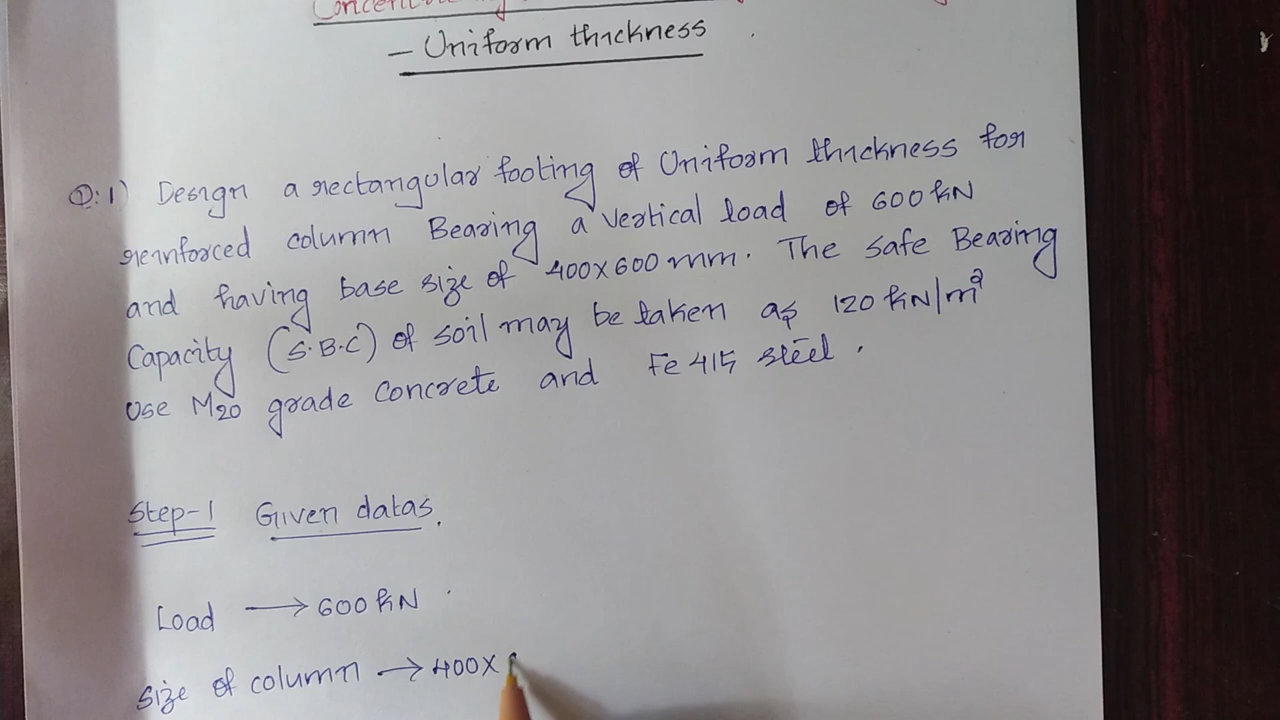 – Uniform thickness
Q:1) Design a rectangular footing of Uniform thickness for
reinforced column Bearing a vertical load of 600 kN
and having base size of 400x600 mm. The safe Bearing
Capacity (S.B.C) of soil may be taken as 120 kN/m²
Use M20 grade concrete and Fe 415 steel.
Step-1 Given datas.
Load → 600 kN
size of column → 400x